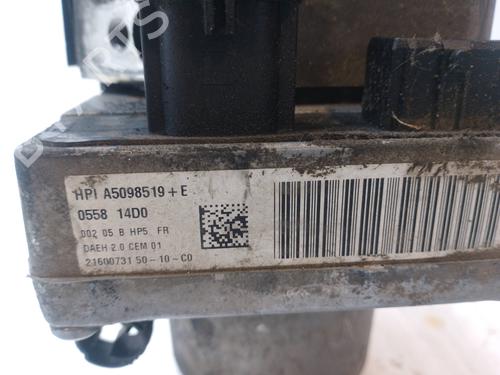 HPI A5098519+E
0558 14D0
002 05 B HP5 FR
DAEH 2.0 CEM 01
21600731 50-10-C0